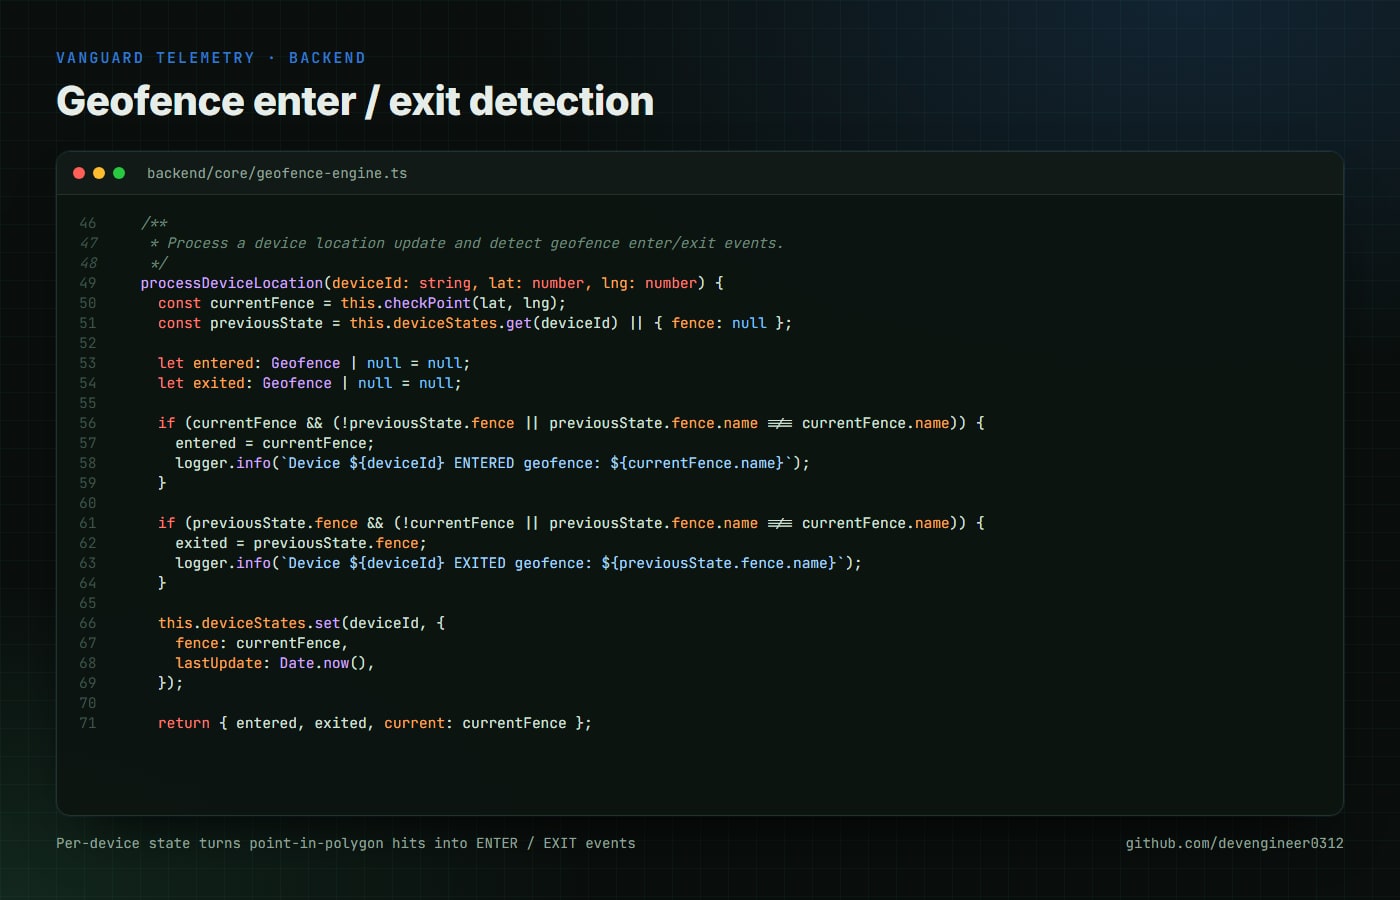 VANGUARD TELEMETRY · BACKEND
Geofence enter / exit detection
backend/core/geofence-engine.ts
46 /**
47 * Process a device location update and detect geofence enter/exit events.
48 */
49 processDeviceLocation(deviceId: string, lat: number, lng: number) {
50 const currentFence = this.checkPoint(lat, lng);
51 const previousState = this.deviceStates.get(deviceId) || { fence: null };
52
53 let entered: Geofence | null = null;
54 let exited: Geofence | null = null;
55
56 if (currentFence && (!previousState.fence || previousState.fence.name !== currentFence.name)) {
57 entered = currentFence;
58 logger.info(`Device ${deviceId} ENTERED geofence: ${currentFence.name}`);
59 }
60
61 if (previousState.fence && (!currentFence || previousState.fence.name !== currentFence.name)) {
62 exited = previousState.fence;
63 logger.info(`Device ${deviceId} EXITED geofence: ${previousState.fence.name}`);
64 }
65
66 this.deviceStates.set(deviceId, {
67 fence: currentFence,
68 lastUpdate: Date.now(),
69 });
70
71 return { entered, exited, current: currentFence };
Per-device state turns point-in-polygon hits into ENTER / EXIT events
github.com/devengineer0312